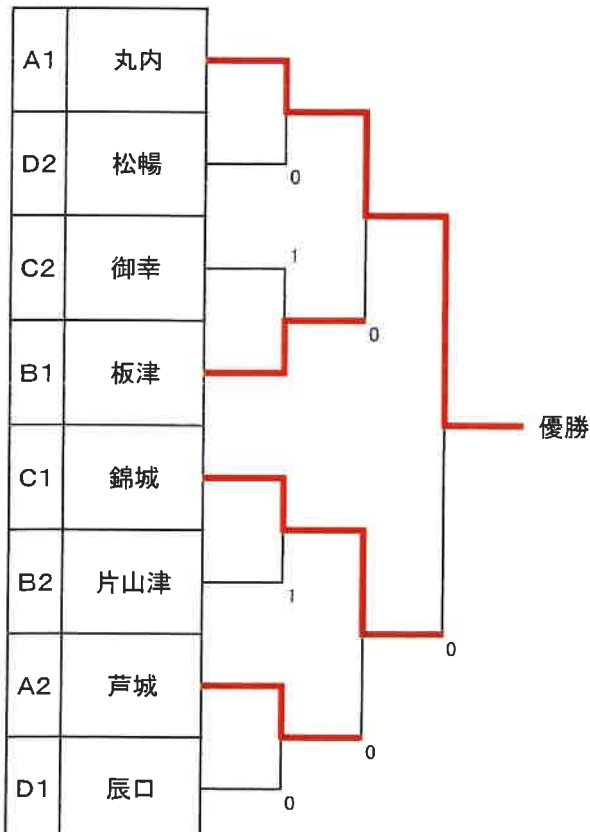 A1 丸内
D2 松暢
0
C2 御幸
1
B1 板津
0
優勝
C1 錦城
B2 片山津
1
0
A2 芦城
0
D1 辰口
0